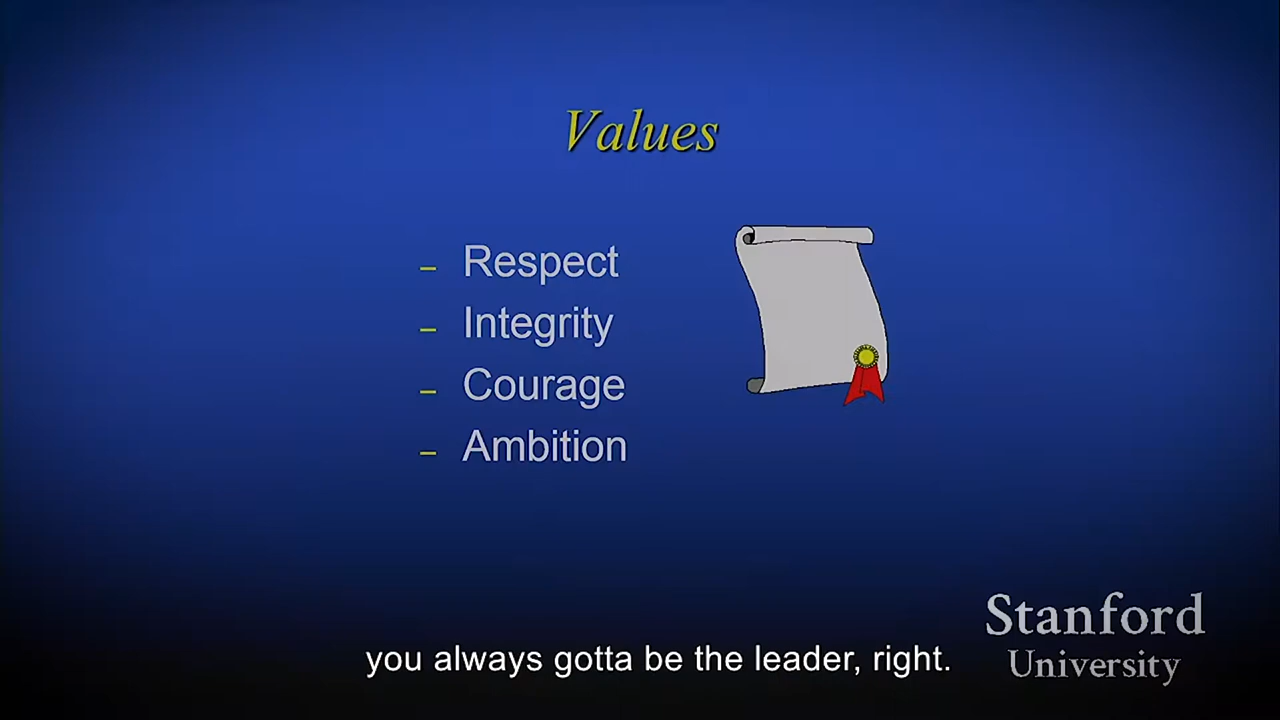 Values
– Respect
– Integrity
– Courage
– Ambition
Stanford
University
you always gotta be the leader, right.